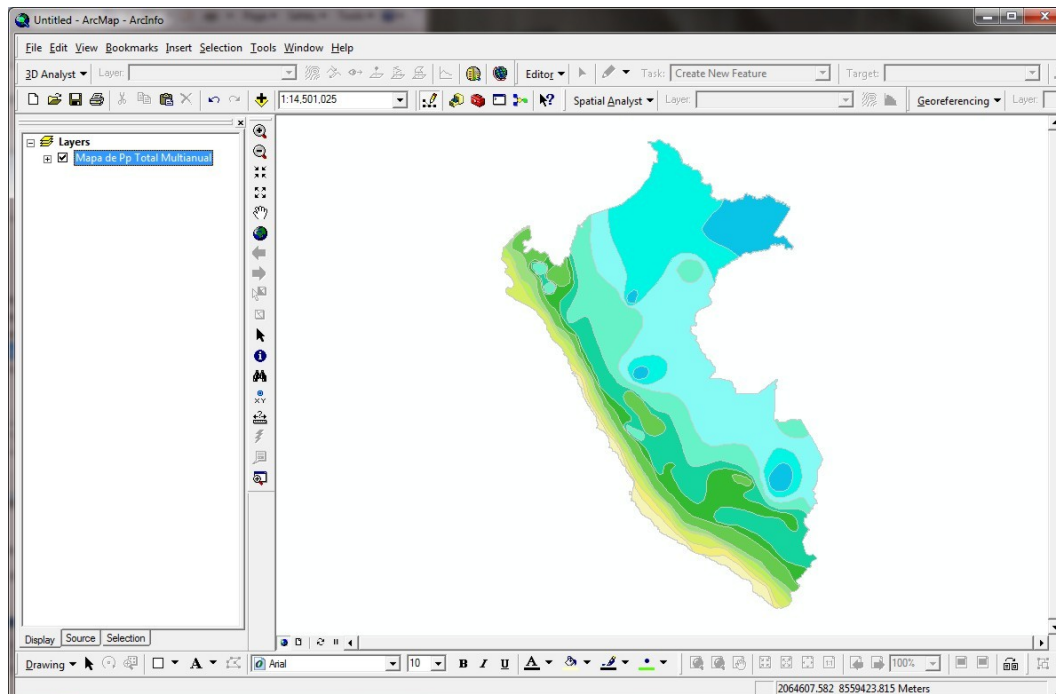 Untitled - ArcMap - ArcInfo
File Edit View Bookmarks Insert Selection Tools Window Help
3D Analyst Layer: Editor Task: Create New Feature Target:
1:14,501,025 Spatial Analyst Layer: Georeferencing Layer:
Layers
Mapa de Pp Total Multianual
XY
Display Source Selection
Drawing A Arial 10 B I U A 100%
2064607.582 8559423.815 Meters